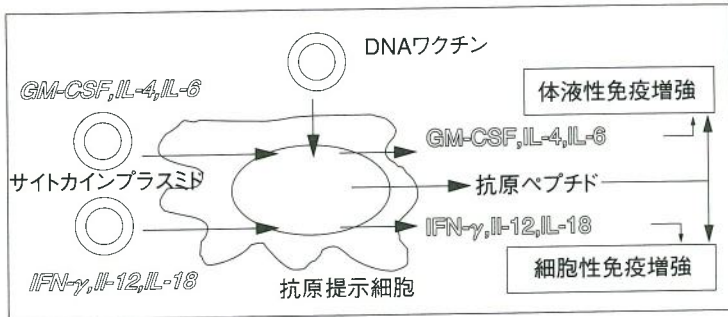 DNAワクチン
GM-CSF,IL-4,IL-6
体液性免疫増強
GM-CSF,IL-4,IL-6
サイトカインプラスミド
抗原ペプチド
IFN-γ,Il-12,IL-18
IFN-γ,Il-12,IL-18
細胞性免疫増強
抗原提示細胞